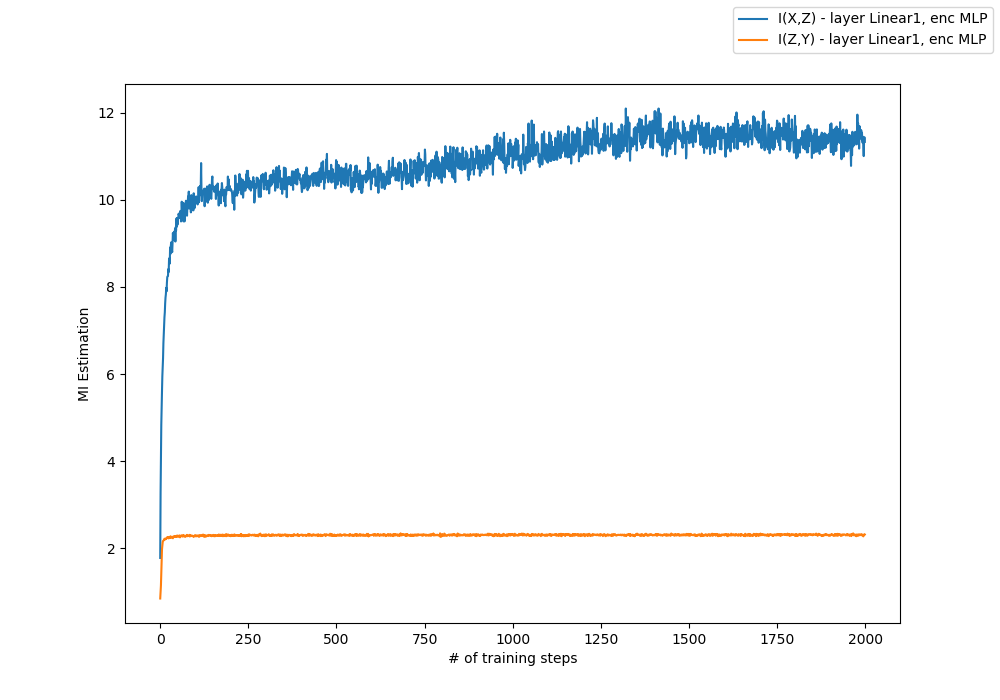 I(X,Z) - layer Linear1, enc MLP
I(Z,Y) - layer Linear1, enc MLP
12
10
8
6
4
2
MI Estimation
0 250 500 750 1000 1250 1500 1750 2000
# of training steps